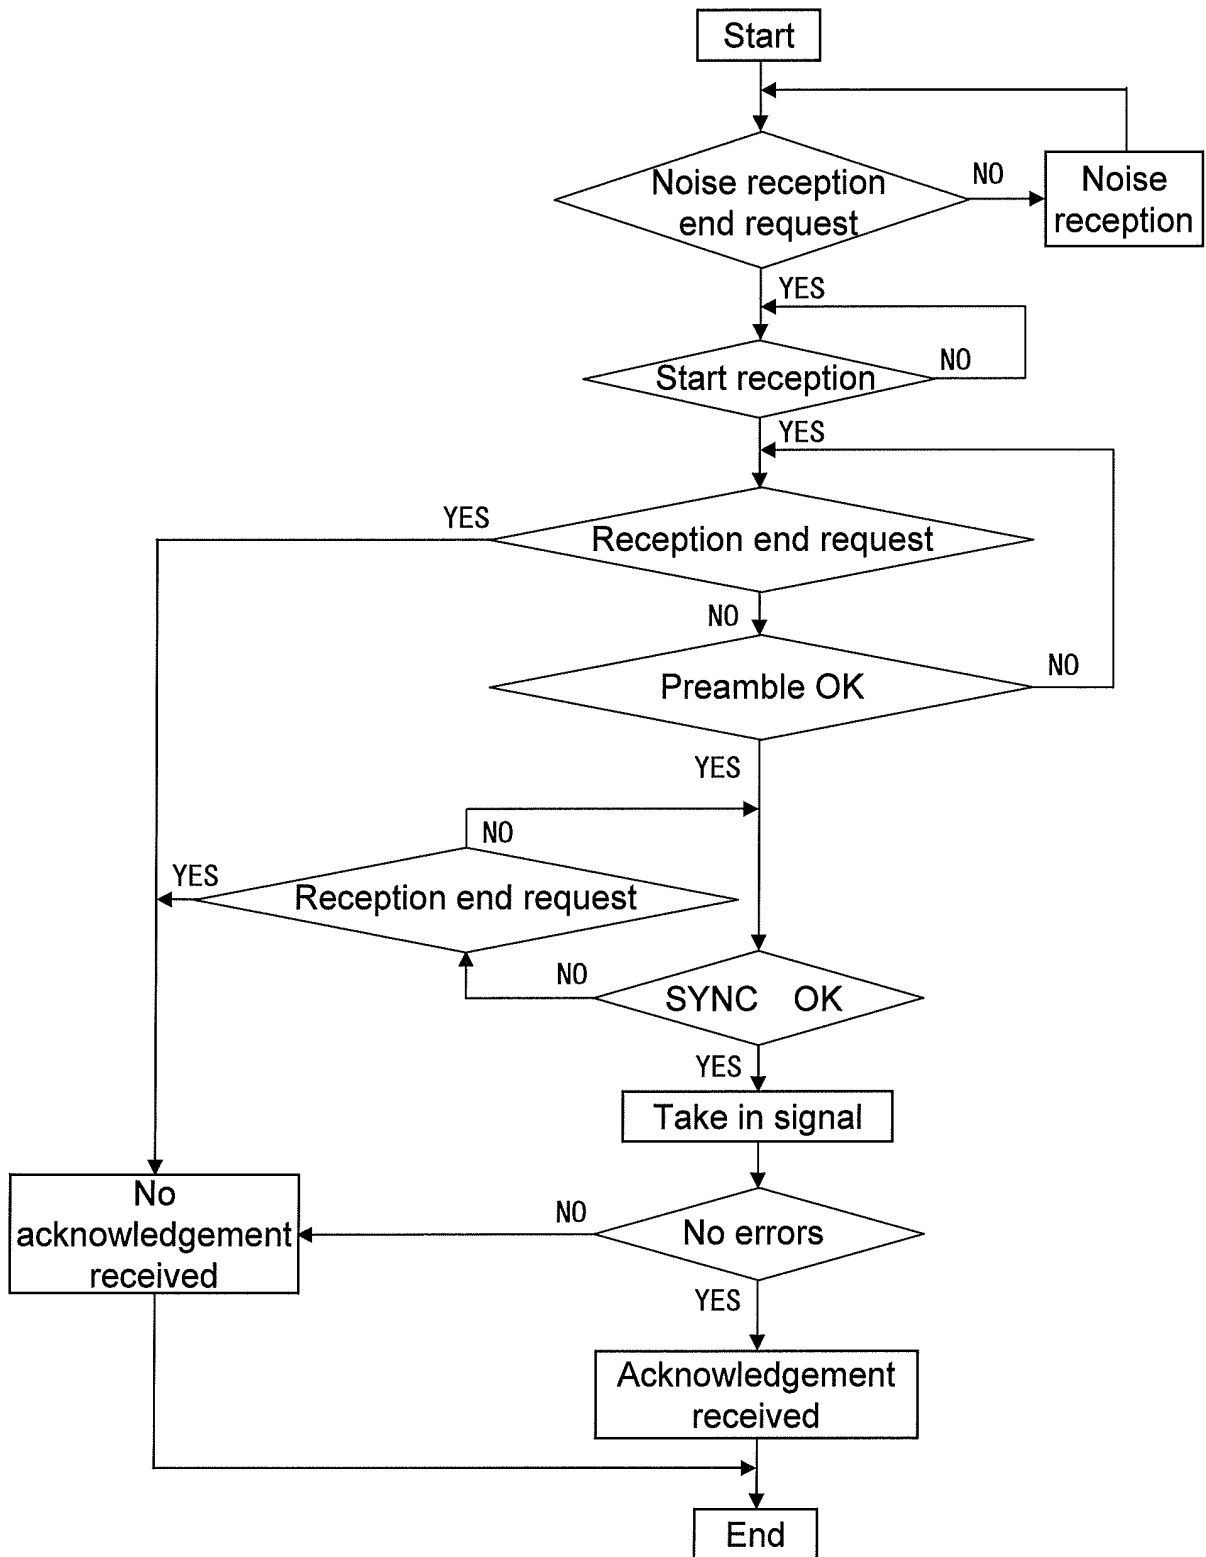 Start
Noise reception
end request
NO
Noise
reception
YES
Start reception
NO
YES
YES
Reception end request
NO
Preamble OK
NO
YES
NO
YES
Reception end request
NO
SYNC OK
YES
Take in signal
No
acknowledgement
received
NO
No errors
YES
Acknowledgement
received
End